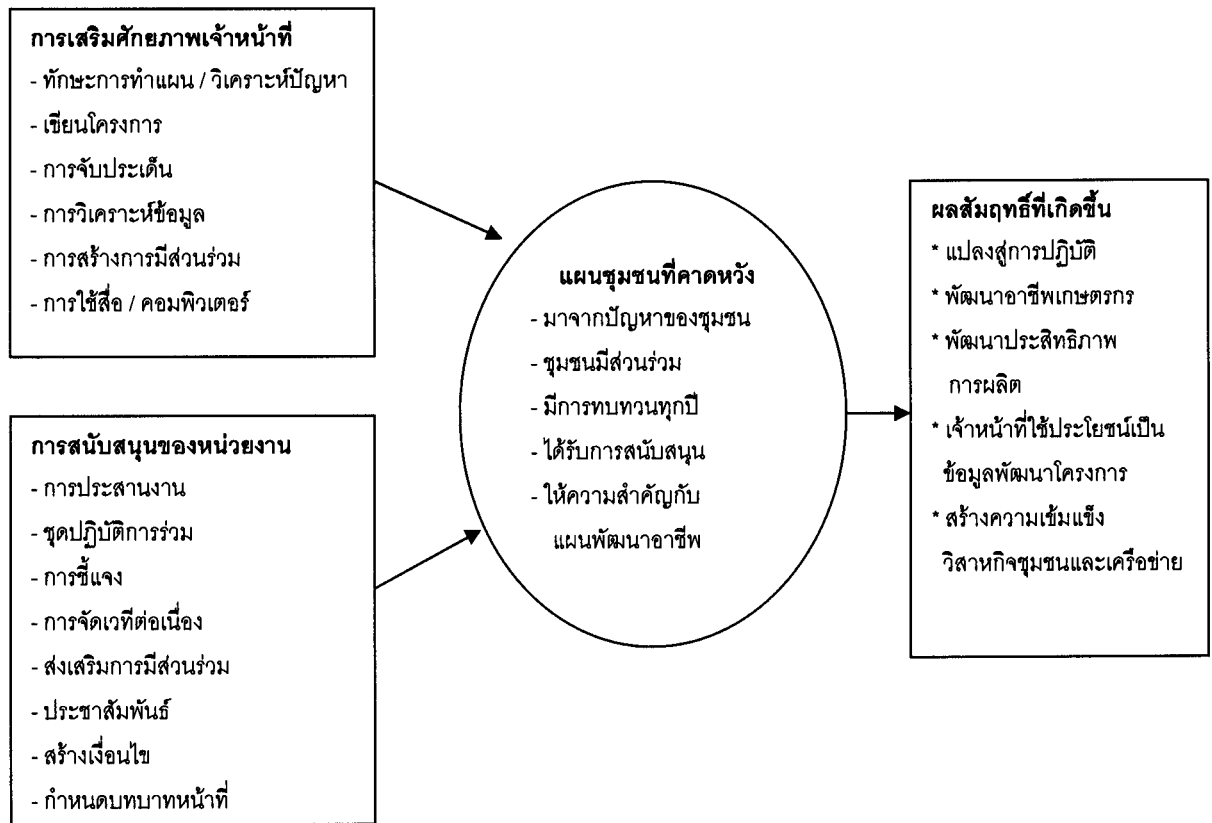 การเสริมศักยภาพเจ้าหน้าที่
- ทักษะการทำแผน / วิเคราะห์ปัญหา
- เขียนโครงการ
- การจับประเด็น
- การวิเคราะห์ข้อมูล
- การสร้างการมีส่วนร่วม
- การใช้สื่อ / คอมพิวเตอร์
การสนับสนุนของหน่วยงาน
- การประสานงาน
- ชุดปฏิบัติการร่วม
- การชี้แจง
- การจัดเวทีต่อเนื่อง
- ส่งเสริมการมีส่วนร่วม
- ประชาสัมพันธ์
- สร้างเงื่อนไข
- กำหนดบทบาทหน้าที่
แผนชุมชนที่คาดหวัง
- มาจากปัญหาของชุมชน
- ชุมชนมีส่วนร่วม
- มีการทบทวนทุกปี
- ได้รับการสนับสนุน
- ให้ความสำคัญกับ
แผนพัฒนาอาชีพ
ผลสัมฤทธิ์ที่เกิดขึ้น
* แปลงสู่การปฏิบัติ
* พัฒนาอาชีพเกษตรกร
* พัฒนาประสิทธิภาพ
การผลิต
* เจ้าหน้าที่ใช้ประโยชน์เป็น
ข้อมูลพัฒนาโครงการ
* สร้างความเข้มแข็ง
วิสาหกิจชุมชนและเครือข่าย